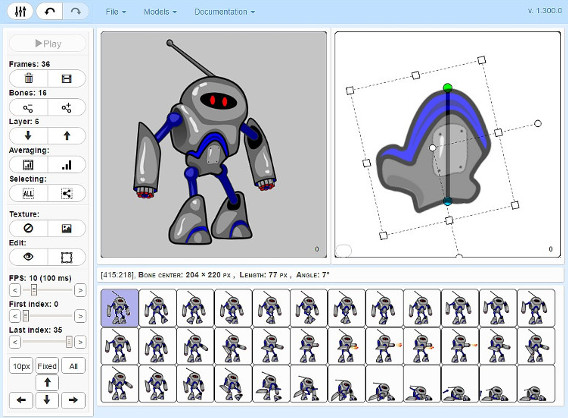 File Models Documentation v. 1.300.0
Play
Frames: 36
Bones: 16
Layer: 5
Averaging:
Selecting:
ALL
Texture:
Edit:
FPS: 10 (100 ms)
< >
First index: 0
< >
Last index: 35
< >
10px Fixed All
0
0
[415.218], Bone center: 204 × 220 px , Length: 77 px , Angle: 7°